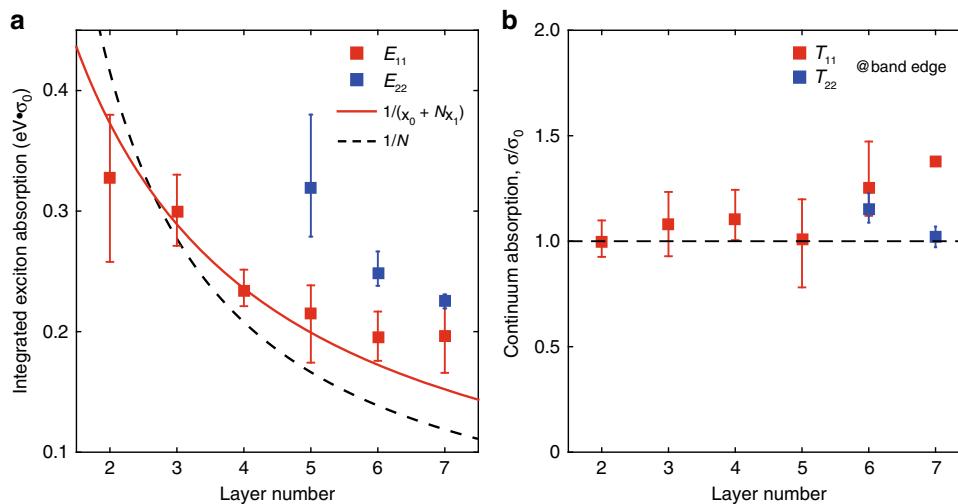 a
Integrated exciton absorption (eV•σ0)
0.4
0.3
0.2
0.1
2 3 4 5 6 7
Layer number
E11
E22
1/(x0 + Nx1)
1/N
b
Continuum absorption, σ/σ0
2.0
1.5
1.0
0.5
0
2 3 4 5 6 7
Layer number
T11
T22
@band edge